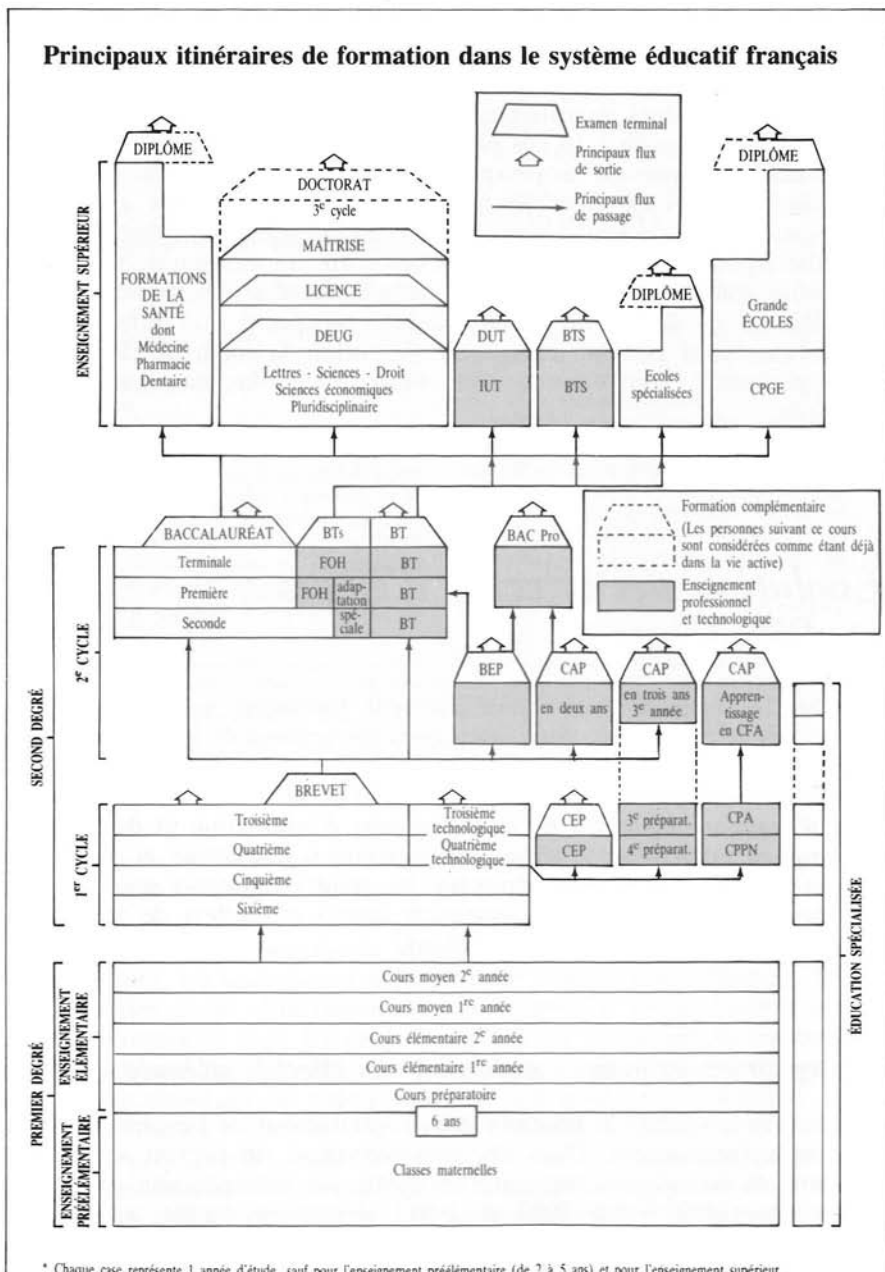 Principaux itinéraires de formation dans le système éducatif français
Examen terminal
Principaux flux
de sortie
Principaux flux
de passage
ENSEIGNEMENT SUPÉRIEUR
DIPLÔME
FORMATIONS
DE LA
SANTÉ
dont
Médecine
Pharmacie
Dentaire
DOCTORAT
3e cycle
MAÎTRISE
LICENCE
DEUG
Lettres - Sciences - Droit
Sciences économiques
Pluridisciplinaire
DUT
IUT
BTS
BTS
DIPLÔME
Ecoles
spécialisées
DIPLÔME
Grande
ÉCOLES
CPGE
Formation complémentaire
(Les personnes suivant ce cours
sont considérées comme étant déjà
dans la vie active)
Enseignement
professionnel
et technologique
SECOND DEGRÉ
2e CYCLE
BACCALAURÉAT
BTs
BT
Terminale
FOH
BT
Première
FOH
adap-
tation
BT
Seconde
spé-
ciale
BT
BAC Pro
BEP
CAP
en deux ans
CAP
en trois ans
3e année
CAP
Appren-
tissage
en CFA
1er CYCLE
BREVET
Troisième
Troisième
technologique
Quatrième
Quatrième
technologique
Cinquième
Sixième
CEP
CEP
3e préparat.
4e préparat.
CPA
CPPN
ÉDUCATION SPÉCIALISÉE
PREMIER DEGRÉ
ENSEIGNEMENT
ÉLÉMENTAIRE
Cours moyen 2e année
Cours moyen 1re année
Cours élémentaire 2e année
Cours élémentaire 1re année
Cours préparatoire
6 ans
ENSEIGNEMENT
PRÉÉLÉMENTAIRE
Classes maternelles
* Chaque case représente 1 année d'étude, sauf pour l'enseignement préélémentaire (de 2 à 5 ans) et pour l'enseignement supérieur